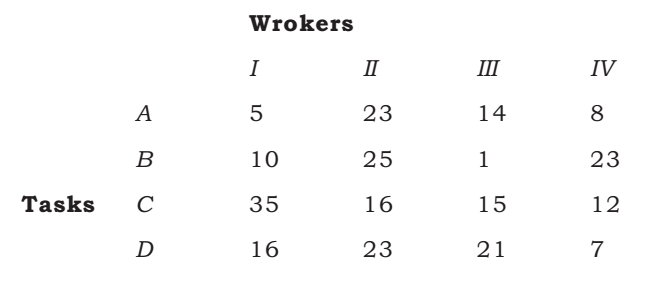 Wrokers
I II III IV
A 5 23 14 8
B 10 25 1 23
Tasks C 35 16 15 12
D 16 23 21 7